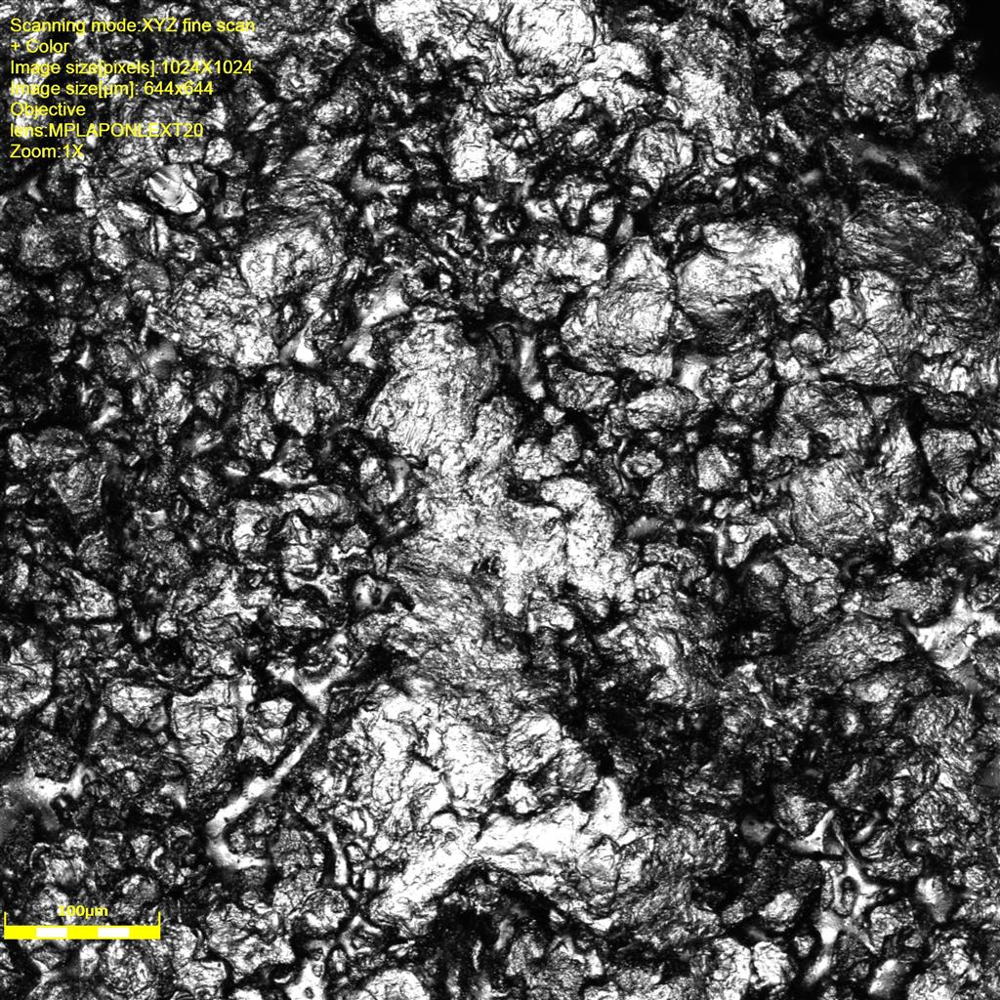 Scanning mode:XYZ fine scan
+ Color
Image size[pixels]:1024X1024
Image size[µm]: 644x644
Objective
lens:MPLAPONLEXT20
Zoom:1X
100µm